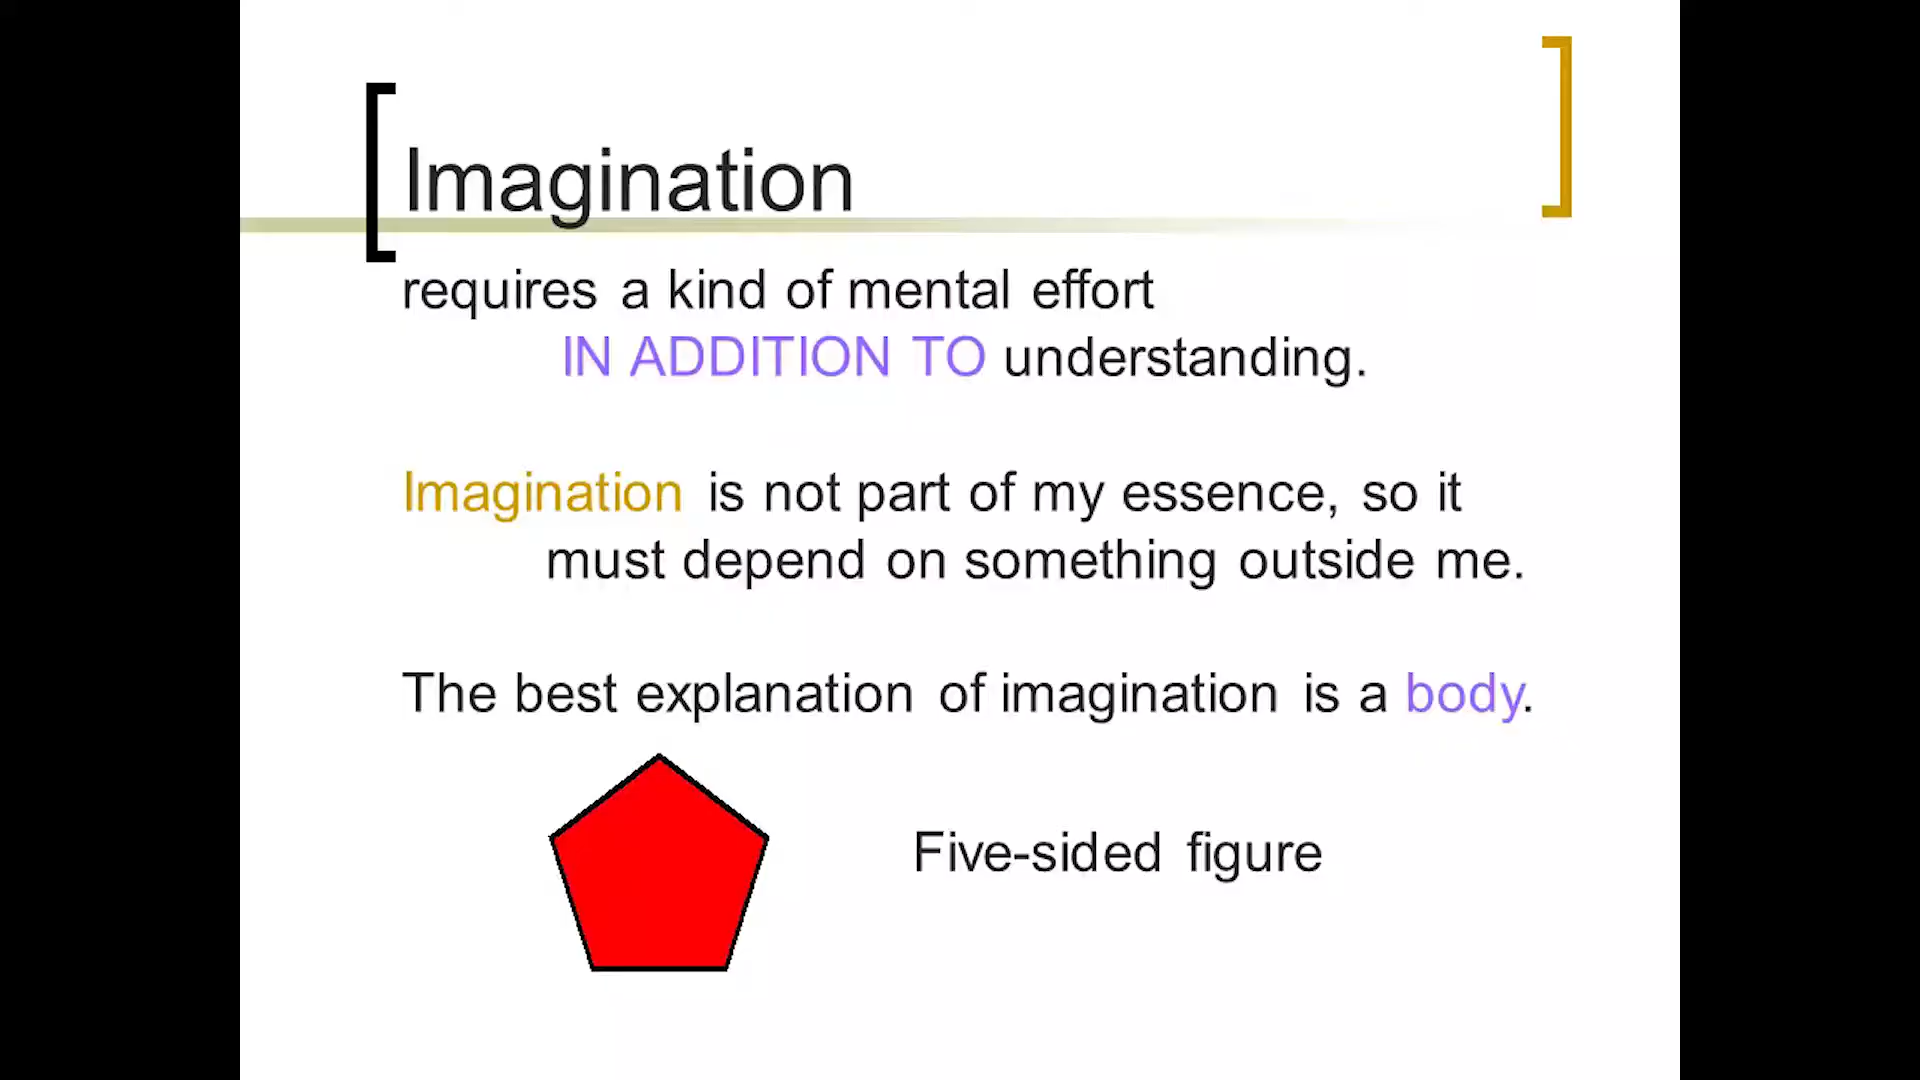 Imagination
requires a kind of mental effort
IN ADDITION TO understanding.
Imagination is not part of my essence, so it
must depend on something outside me.
The best explanation of imagination is a body.
Five-sided figure